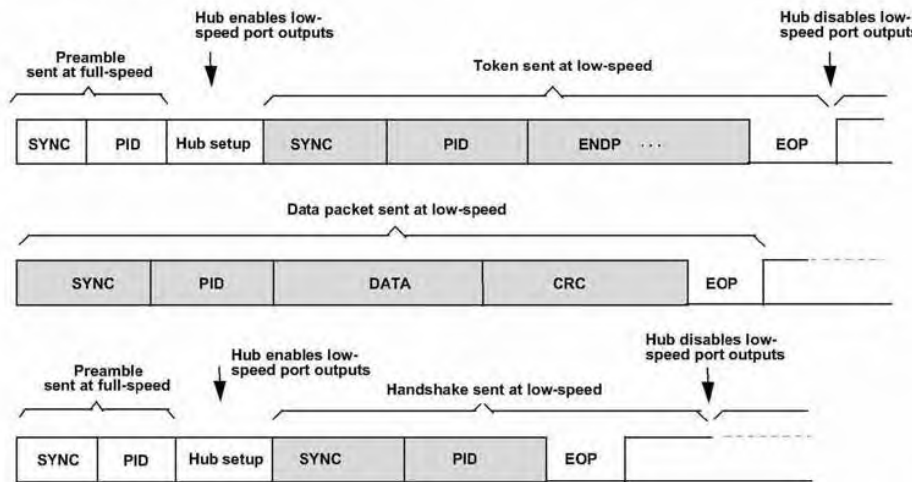 Hub enables low-
speed port outputs
Hub disables low-
speed port outputs
Preamble
sent at full-speed
Token sent at low-speed
SYNC PID Hub setup SYNC PID ENDP ··· EOP
Data packet sent at low-speed
SYNC PID DATA CRC EOP
Hub enables low-
speed port outputs
Hub disables low-
speed port outputs
Preamble
sent at full-speed
Handshake sent at low-speed
SYNC PID Hub setup SYNC PID EOP